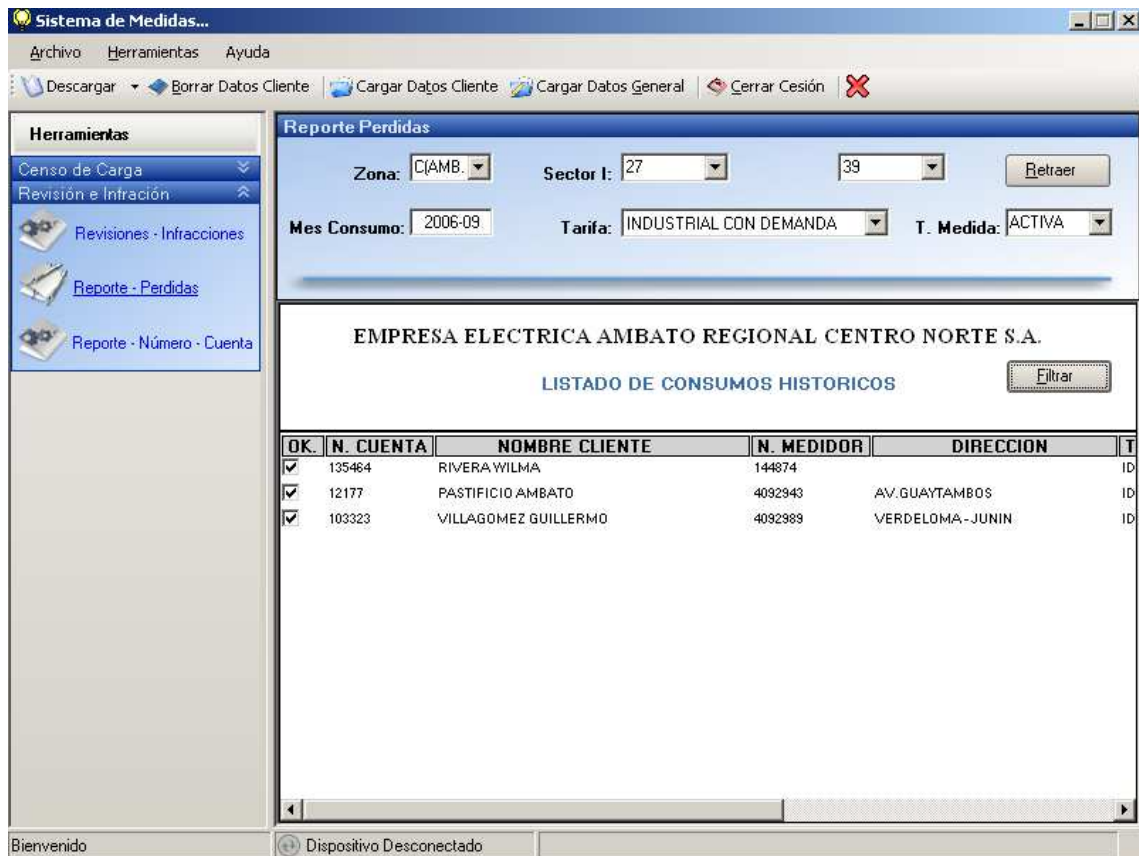 Sistema de Medidas...
Archivo Herramientas Ayuda
Descargar Borrar Datos Cliente Cargar Datos Cliente Cargar Datos General Cerrar Cesión
Herramientas
Censo de Carga
Revisión e Infración
Revisiones - Infracciones
Reporte - Perdidas
Reporte - Número - Cuenta
Reporte Perdidas
Zona: C(AMB. Sector I: 27 39 Retraer
Mes Consumo: 2006-09 Tarifa: INDUSTRIAL CON DEMANDA T. Medida: ACTIVA
EMPRESA ELECTRICA AMBATO REGIONAL CENTRO NORTE S.A.
LISTADO DE CONSUMOS HISTORICOS Filtrar
OK. N. CUENTA NOMBRE CLIENTE N. MEDIDOR DIRECCION T
135464 RIVERA WILMA 144874 ID
12177 PASTIFICIO AMBATO 4092943 AV.GUAYTAMBOS ID
103323 VILLAGOMEZ GUILLERMO 4092989 VERDELOMA-JUNIN ID
Bienvenido Dispositivo Desconectado